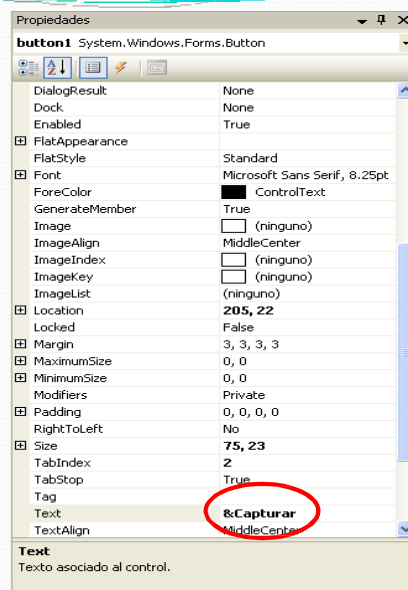 Propiedades
button1 System.Windows.Forms.Button
DialogResult None
Dock None
Enabled True
FlatAppearance
FlatStyle Standard
Font Microsoft Sans Serif, 8.25pt
ForeColor ControlText
GenerateMember True
Image (ninguno)
ImageAlign MiddleCenter
ImageIndex (ninguno)
ImageKey (ninguno)
ImageList (ninguno)
Location 205, 22
Locked False
Margin 3, 3, 3, 3
MaximumSize 0, 0
MinimumSize 0, 0
Modifiers Private
Padding 0, 0, 0, 0
RightToLeft No
Size 75, 23
TabIndex 2
TabStop True
Tag
Text &Capturar
TextAlign MiddleCenter
Text
Texto asociado al control.